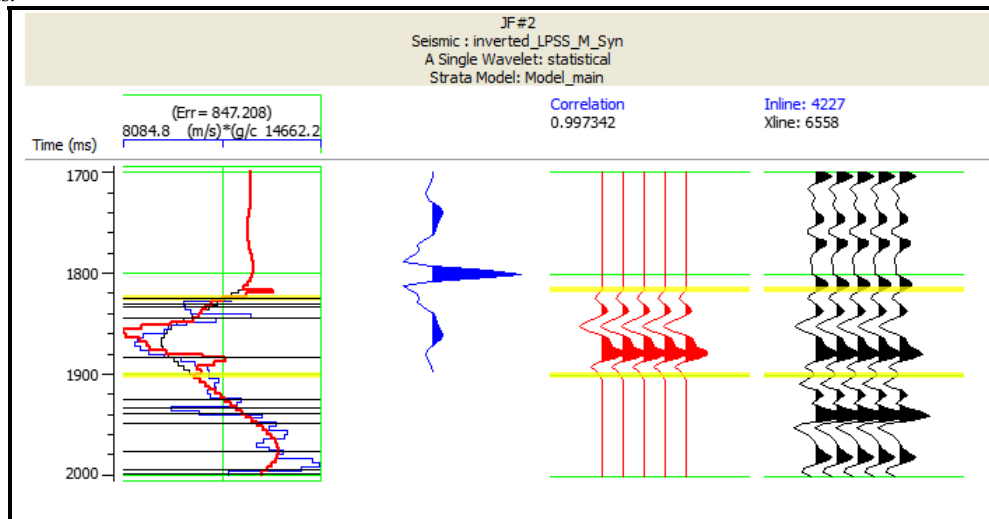 s.
JF#2
Seismic : inverted_LPSS_M_Syn
A Single Wavelet: statistical
Strata Model: Model_main
(Err= 847.208)
8084.8 (m/s)*(g/c 14662.2
Time (ms)
Correlation
0.997342
Inline: 4227
Xline: 6558
1700
1800
1900
2000